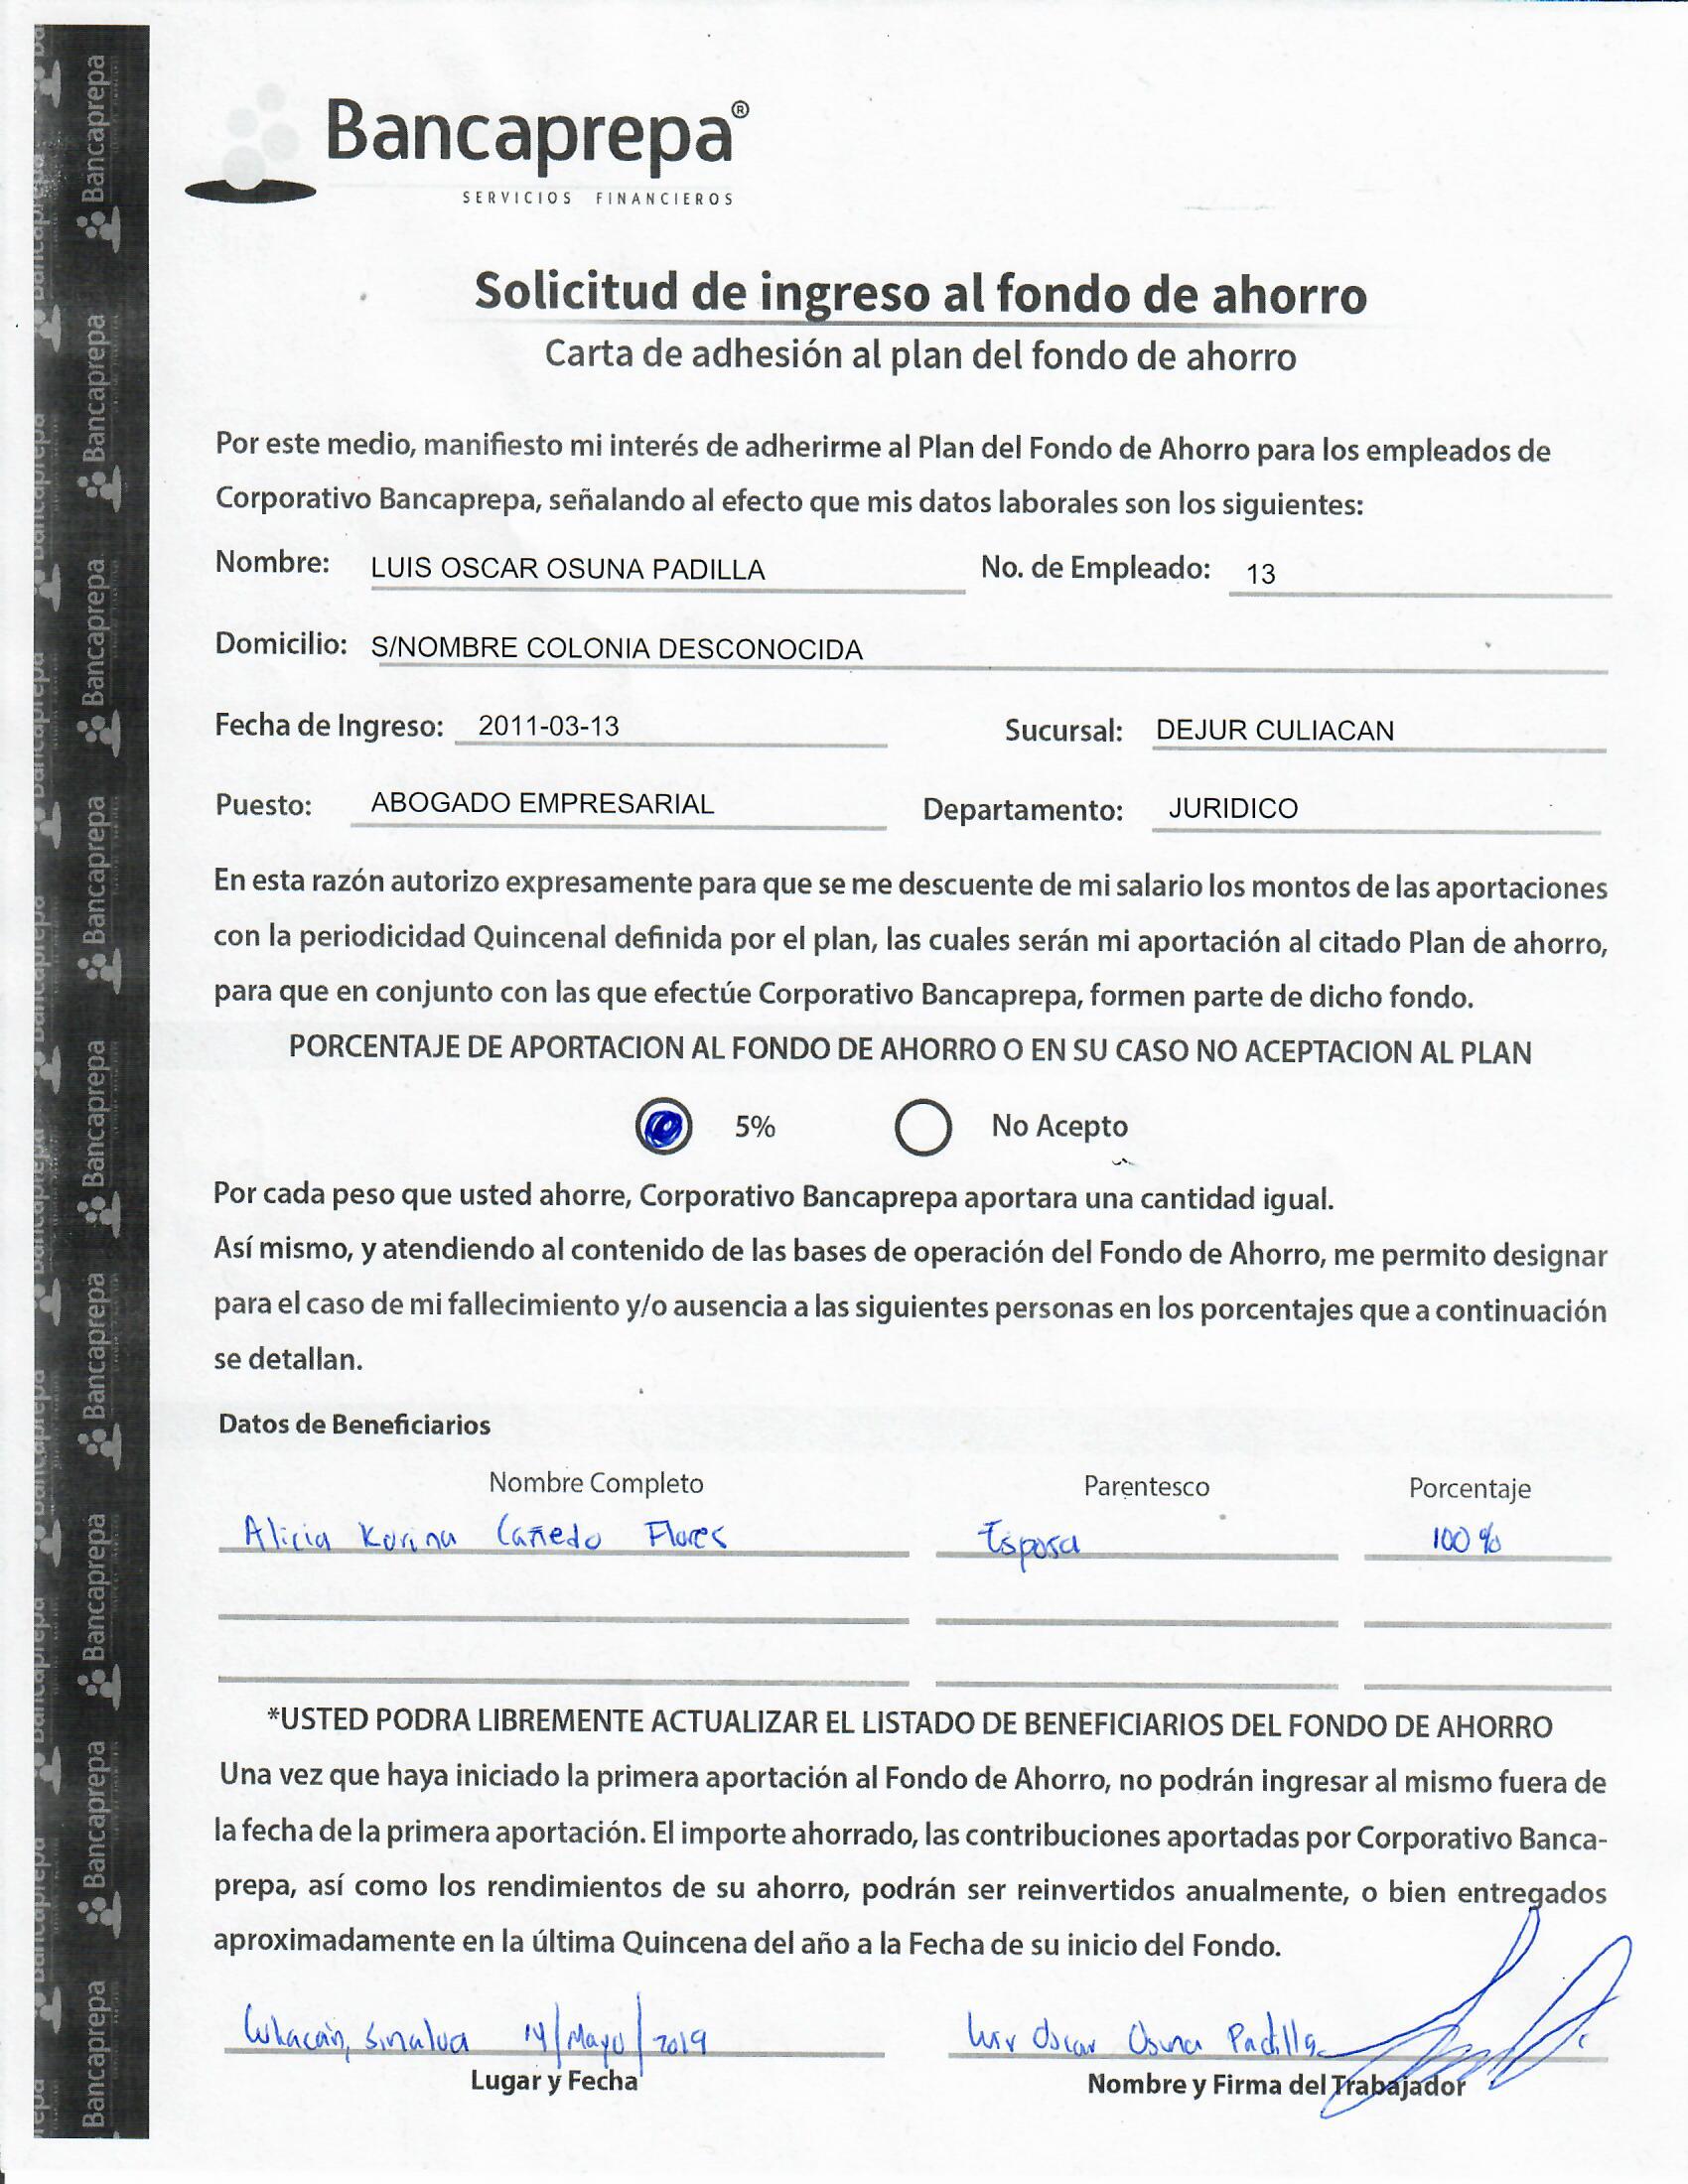 Bancaprepa®
SERVICIOS FINANCIEROS
Solicitud de ingreso al fondo de ahorro
Carta de adhesión al plan del fondo de ahorro
Por este medio, manifiesto mi interés de adherirme al Plan del Fondo de Ahorro para los empleados de
Corporativo Bancaprepa, señalando al efecto que mis datos laborales son los siguientes:
Nombre: LUIS OSCAR OSUNA PADILLA No. de Empleado: 13
Domicilio: S/NOMBRE COLONIA DESCONOCIDA
Fecha de Ingreso: 2011-03-13 Sucursal: DEJUR CULIACAN
Puesto: ABOGADO EMPRESARIAL Departamento: JURIDICO
En esta razón autorizo expresamente para que se me descuente de mi salario los montos de las aportaciones
con la periodicidad Quincenal definida por el plan, las cuales serán mi aportación al citado Plan de ahorro,
para que en conjunto con las que efectúe Corporativo Bancaprepa, formen parte de dicho fondo.
PORCENTAJE DE APORTACION AL FONDO DE AHORRO O EN SU CASO NO ACEPTACION AL PLAN
5% No Acepto
Por cada peso que usted ahorre, Corporativo Bancaprepa aportara una cantidad igual.
Así mismo, y atendiendo al contenido de las bases de operación del Fondo de Ahorro, me permito designar
para el caso de mi fallecimiento y/o ausencia a las siguientes personas en los porcentajes que a continuación
se detallan.
Datos de Beneficiarios
Nombre Completo Parentesco Porcentaje
Alicia Karina Cañedo Flores Esposa 100%
*USTED PODRA LIBREMENTE ACTUALIZAR EL LISTADO DE BENEFICIARIOS DEL FONDO DE AHORRO
Una vez que haya iniciado la primera aportación al Fondo de Ahorro, no podrán ingresar al mismo fuera de
la fecha de la primera aportación. El importe ahorrado, las contribuciones aportadas por Corporativo Banca-
prepa, así como los rendimientos de su ahorro, podrán ser reinvertidos anualmente, o bien entregados
aproximadamente en la última Quincena del año a la Fecha de su inicio del Fondo.
Culiacán, Sinaloa 14/Mayo/2019 Luis Oscar Osuna Padilla
Lugar y Fecha Nombre y Firma del Trabajador
Bancaprepa
Bancaprepa
Bancaprepa
Bancaprepa
Bancaprepa
Bancaprepa
Bancaprepa
Bancaprepa
Bancaprepa